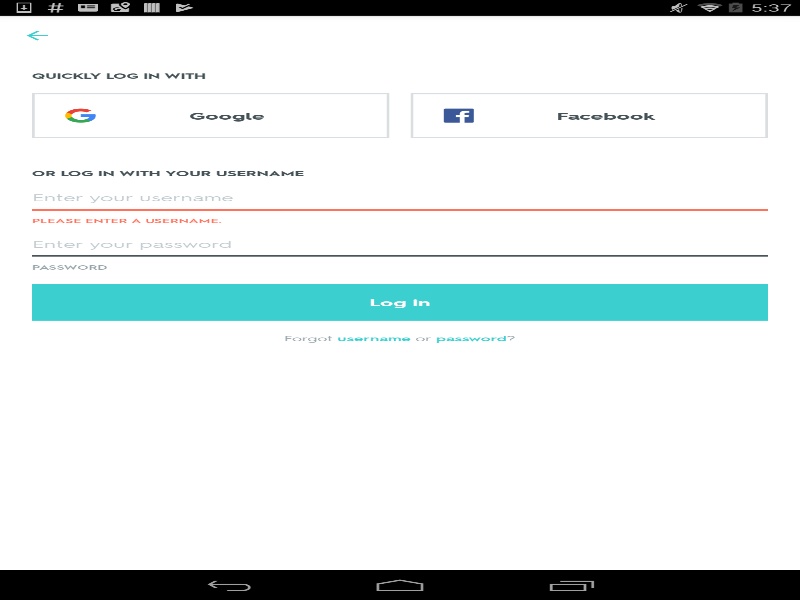 5:37
QUICKLY LOG IN WITH
Google
Facebook
OR LOG IN WITH YOUR USERNAME
Enter your username
PLEASE ENTER A USERNAME.
Enter your password
PASSWORD
Log In
Forgot username or password?